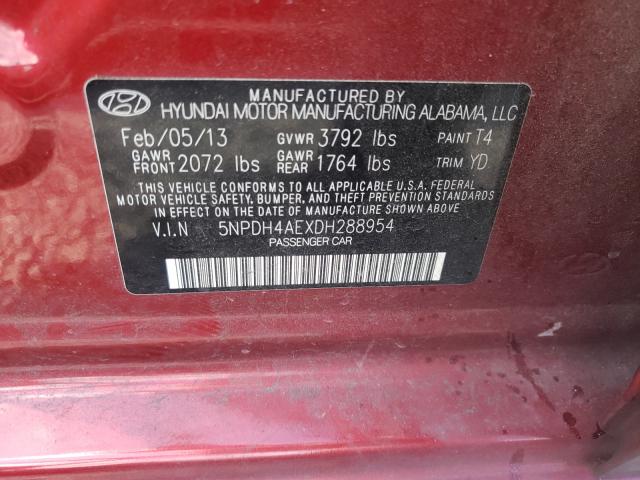 MANUFACTURED BY
HYUNDAI MOTOR MANUFACTURING ALABAMA, LLC
Feb/05/13 GVWR 3792 lbs PAINT T4
GAWR FRONT 2072 lbs GAWR REAR 1764 lbs TRIM YD
THIS VEHICLE CONFORMS TO ALL APPLICABLE U.S.A. FEDERAL
MOTOR VEHICLE SAFETY, BUMPER, AND THEFT PREVENTION STANDARDS
IN EFFECT ON THE DATE OF MANUFACTURE SHOWN ABOVE.
V.I.N 5NPDH4AEXDH288954
PASSENGER CAR